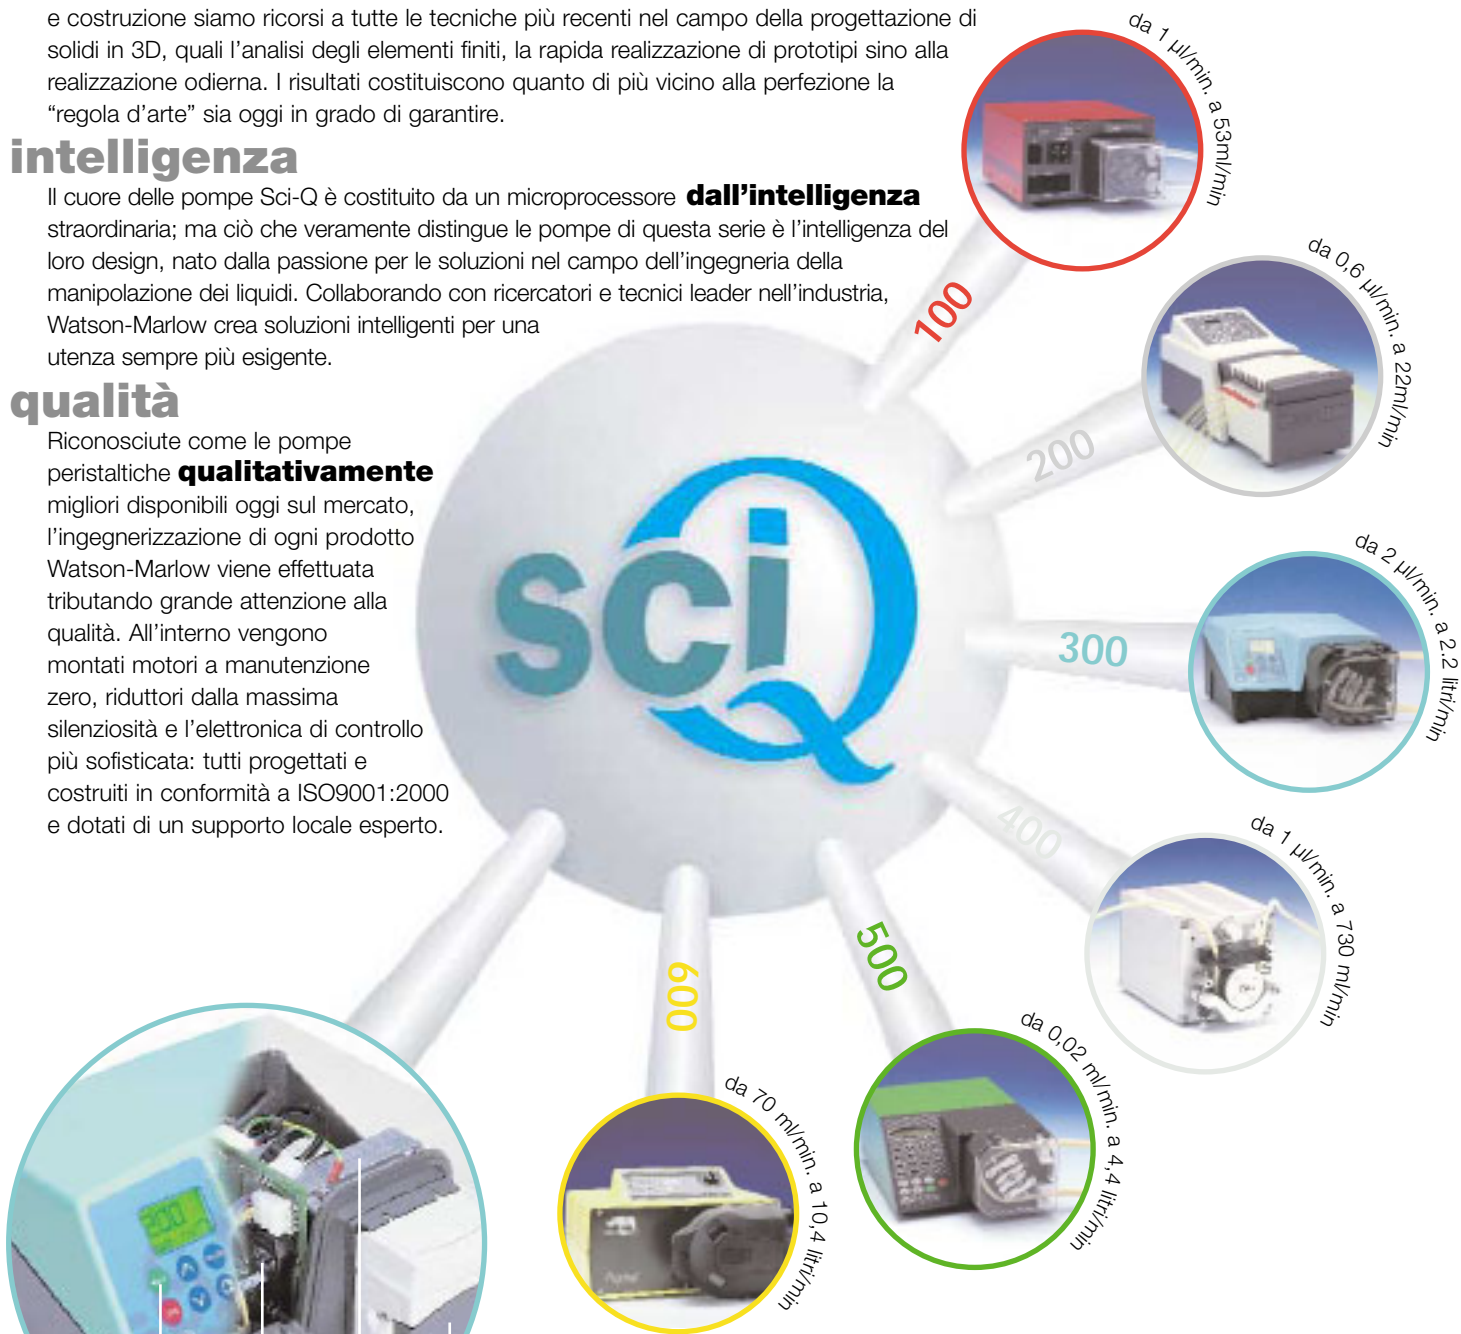 e costruzione siamo ricorsi a tutte le tecniche più recenti nel campo della progettazione di
solidi in 3D, quali l’analisi degli elementi finiti, la rapida realizzazione di prototipi sino alla
realizzazione odierna. I risultati costituiscono quanto di più vicino alla perfezione la
“regola d’arte” sia oggi in grado di garantire.
intelligenza
Il cuore delle pompe Sci-Q è costituito da un microprocessore dall’intelligenza
straordinaria; ma ciò che veramente distingue le pompe di questa serie è l’intelligenza del
loro design, nato dalla passione per le soluzioni nel campo dell’ingegneria della
manipolazione dei liquidi. Collaborando con ricercatori e tecnici leader nell’industria,
Watson-Marlow crea soluzioni intelligenti per una
utenza sempre più esigente.
qualità
Riconosciute come le pompe
peristaltiche qualitativamente
migliori disponibili oggi sul mercato,
l’ingegnerizzazione di ogni prodotto
Watson-Marlow viene effettuata
tributando grande attenzione alla
qualità. All’interno vengono
montati motori a manutenzione
zero, riduttori dalla massima
silenziosità e l’elettronica di controllo
più sofisticata: tutti progettati e
costruiti in conformità a ISO9001:2000
e dotati di un supporto locale esperto.
sciQ
100
da 1 µl/min. a 53ml/min
200
da 0,6 µl/min. a 22ml/min
300
da 2 µl/min. a 2.2 litri/min
400
da 1 µl/min. a 730 ml/min
500
da 0,02 ml/min. a 4,4 litri/min
600
da 70 ml/min. a 10,4 litri/min
300